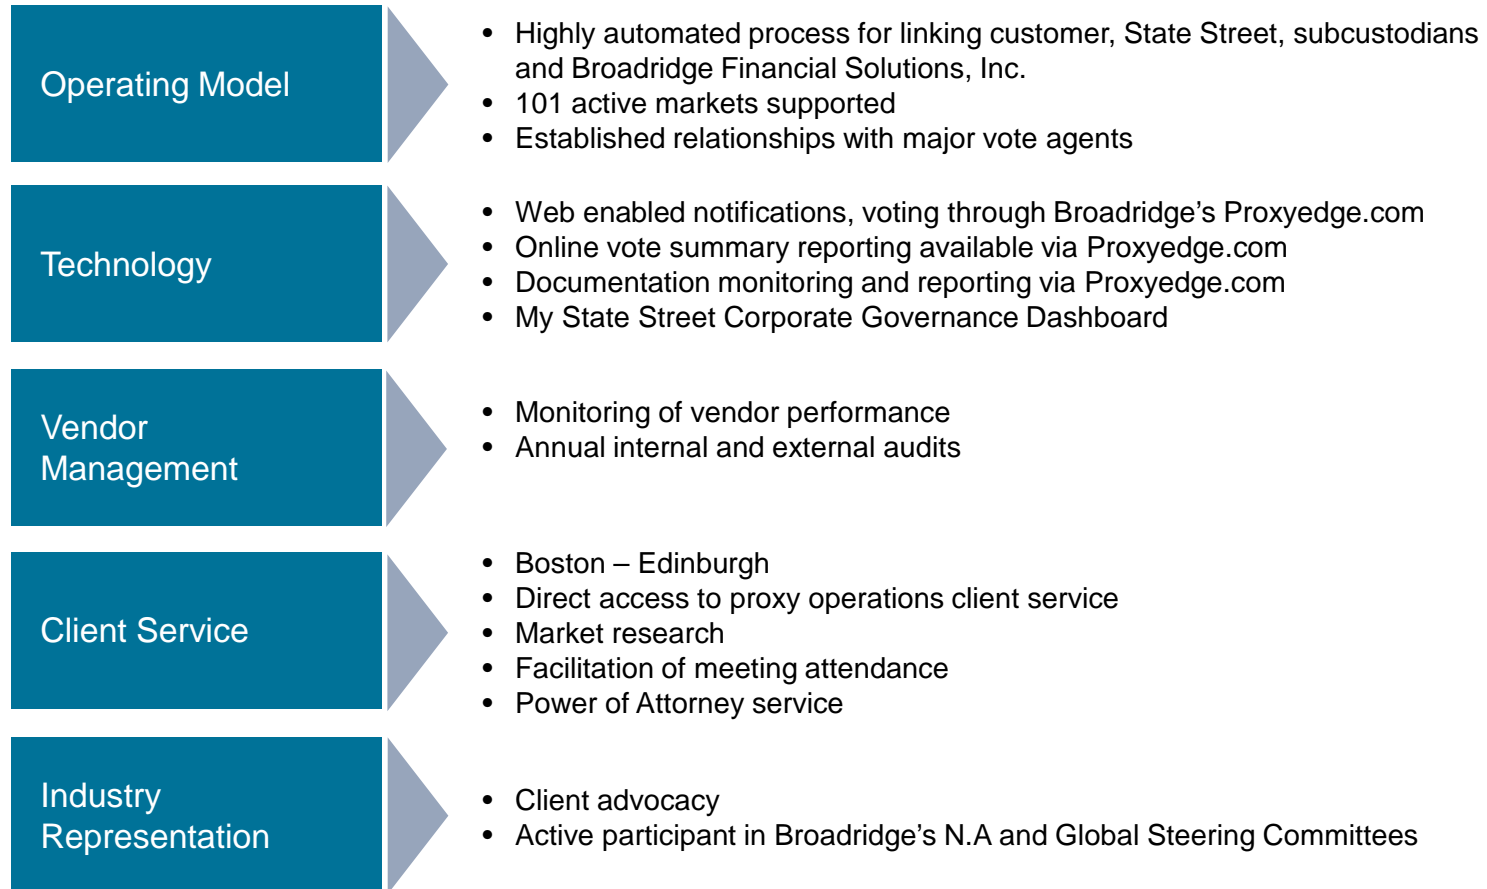 Operating Model
• Highly automated process for linking customer, State Street, subcustodians
and Broadridge Financial Solutions, Inc.
• 101 active markets supported
• Established relationships with major vote agents
Technology
• Web enabled notifications, voting through Broadridge’s Proxyedge.com
• Online vote summary reporting available via Proxyedge.com
• Documentation monitoring and reporting via Proxyedge.com
• My State Street Corporate Governance Dashboard
Vendor
Management
• Monitoring of vendor performance
• Annual internal and external audits
Client Service
• Boston – Edinburgh
• Direct access to proxy operations client service
• Market research
• Facilitation of meeting attendance
• Power of Attorney service
Industry
Representation
• Client advocacy
• Active participant in Broadridge’s N.A and Global Steering Committees